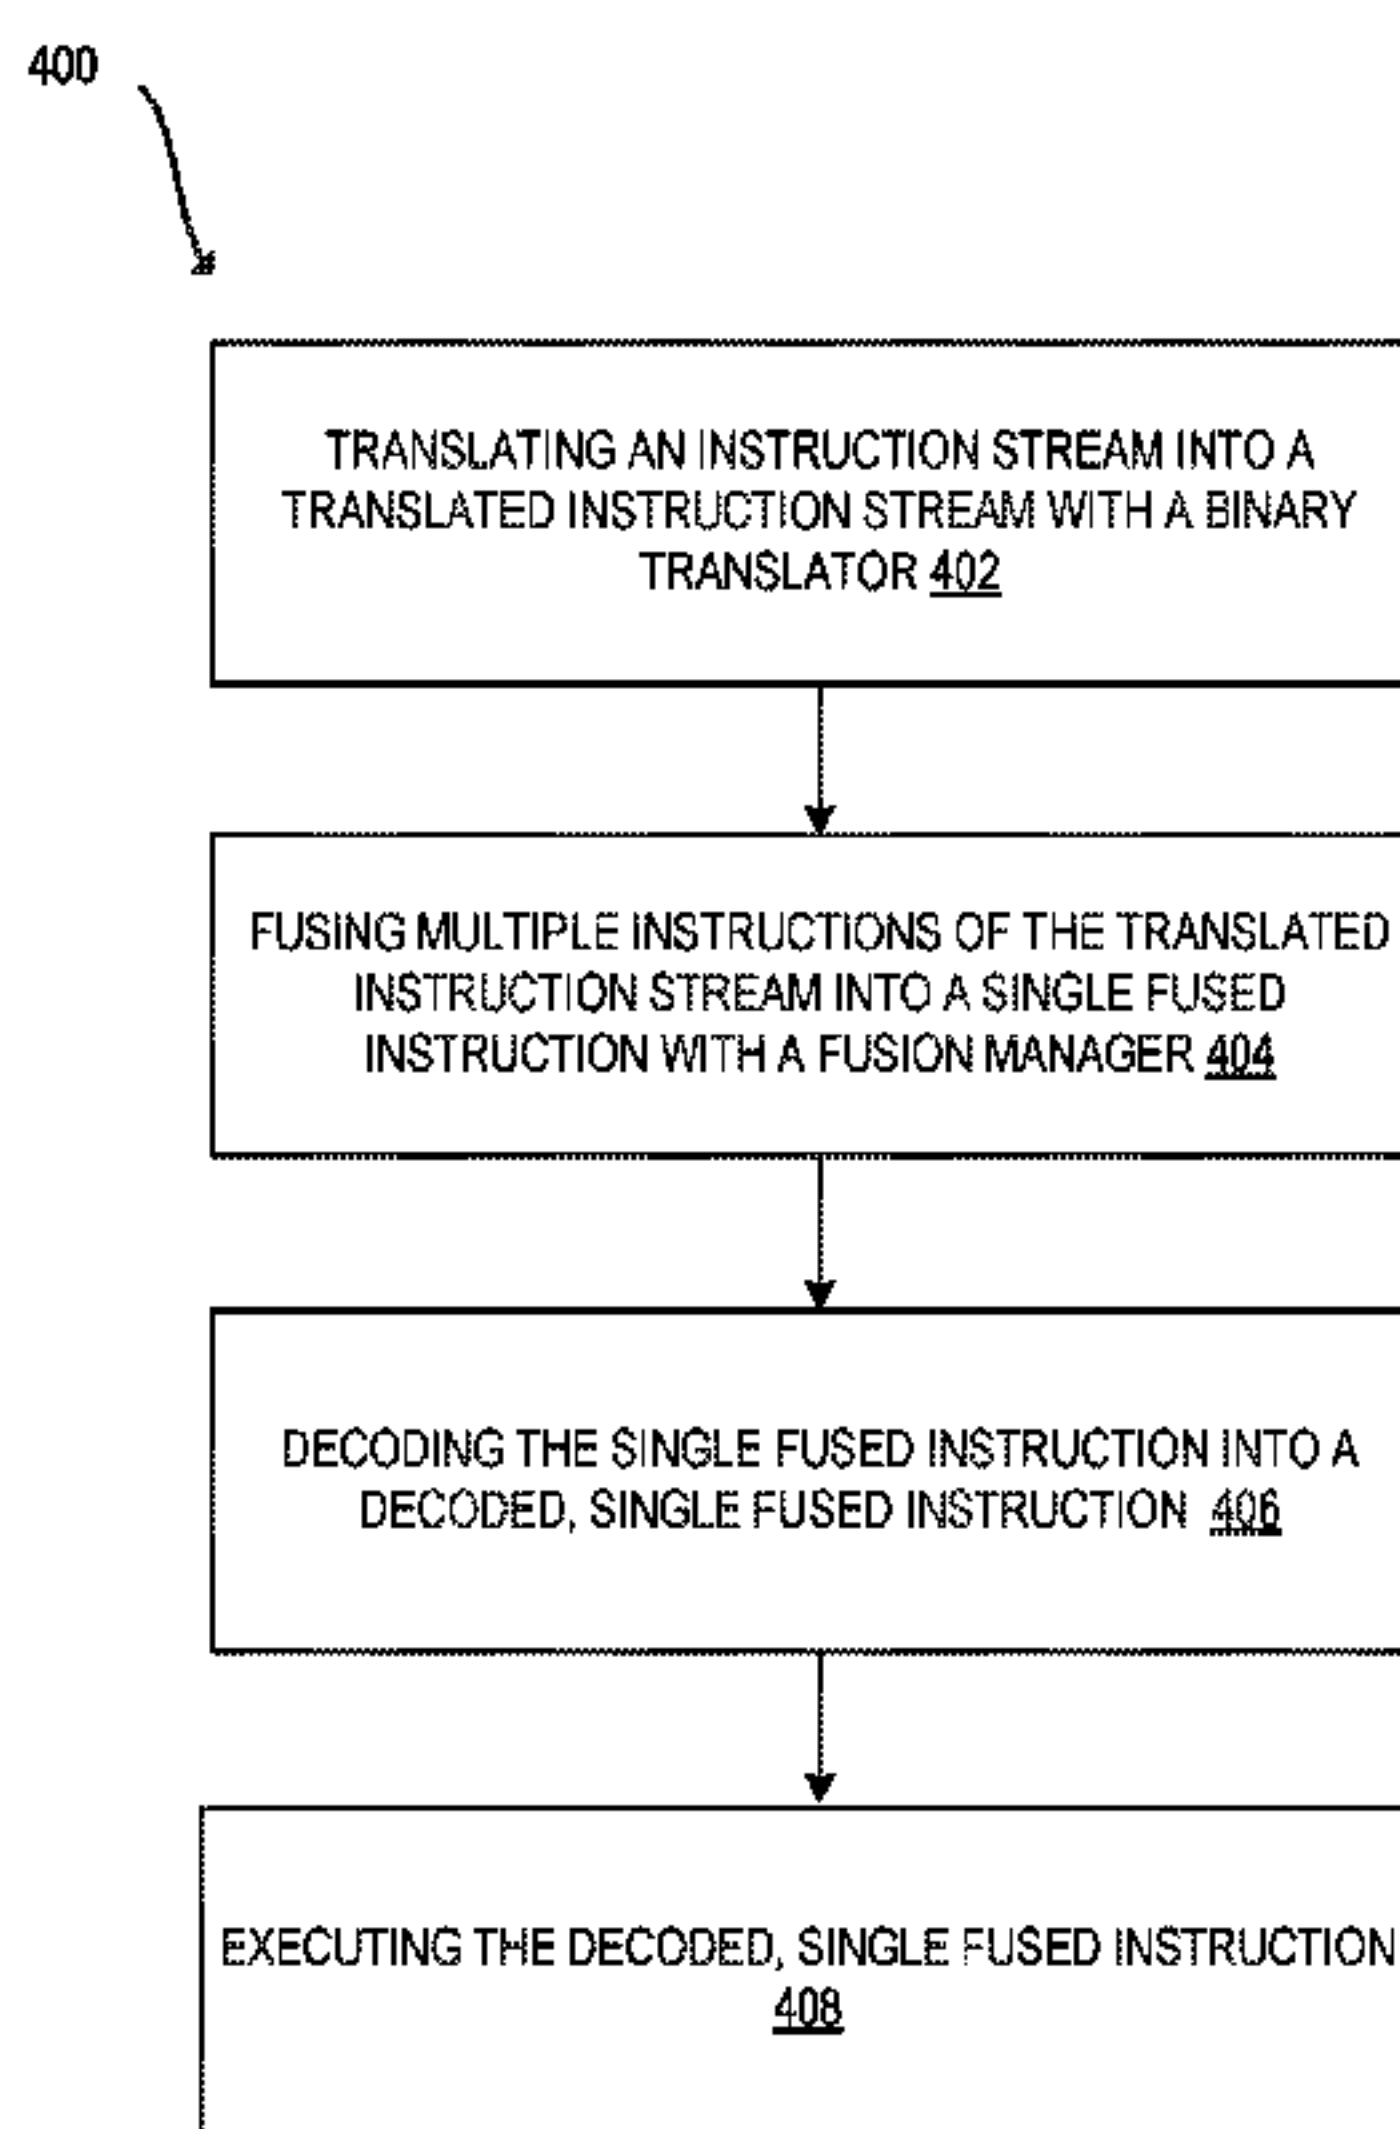 400
TRANSLATING AN INSTRUCTION STREAM INTO A
TRANSLATED INSTRUCTION STREAM WITH A BINARY
TRANSLATOR 402
FUSING MULTIPLE INSTRUCTIONS OF THE TRANSLATED
INSTRUCTION STREAM INTO A SINGLE FUSED
INSTRUCTION WITH A FUSION MANAGER 404
DECODING THE SINGLE FUSED INSTRUCTION INTO A
DECODED, SINGLE FUSED INSTRUCTION 406
EXECUTING THE DECODED, SINGLE FUSED INSTRUCTION
408